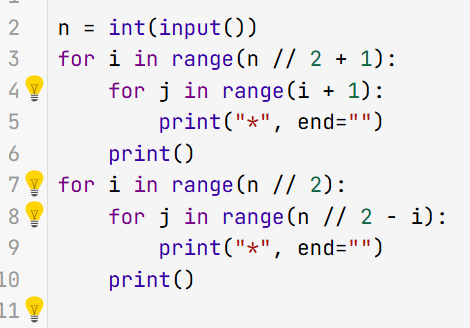 2 n = int(input())
3 for i in range(n // 2 + 1):
4     for j in range(i + 1):
5         print("*", end="")
6     print()
7 for i in range(n // 2):
8     for j in range(n // 2 - i):
9         print("*", end="")
10     print()
11